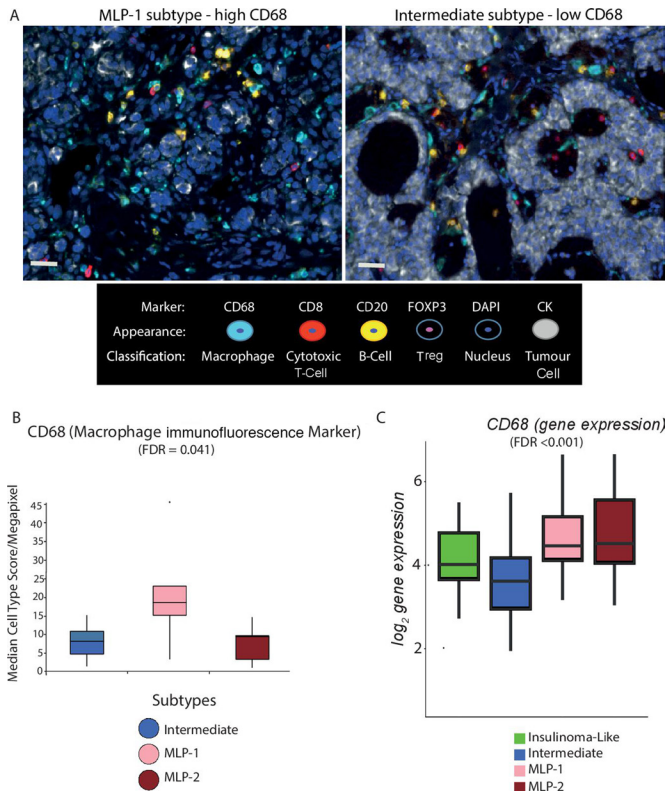 A
MLP-1 subtype - high CD68
Intermediate subtype - low CD68
Marker: CD68 CD8 CD20 FOXP3 DAPI CK
Appearance:
Classification: Macrophage Cytotoxic T-Cell B-Cell Treg Nucleus Tumour Cell
B
CD68 (Macrophage immunofluorescence Marker)
(FDR = 0.041)
Median Cell Type Score/Megapixel
45
40
35
30
25
20
15
10
5
0
Subtypes
Intermediate
MLP-1
MLP-2
C
CD68 (gene expression)
(FDR <0.001)
log2 gene expression
6
4
2
Insulinoma-Like
Intermediate
MLP-1
MLP-2